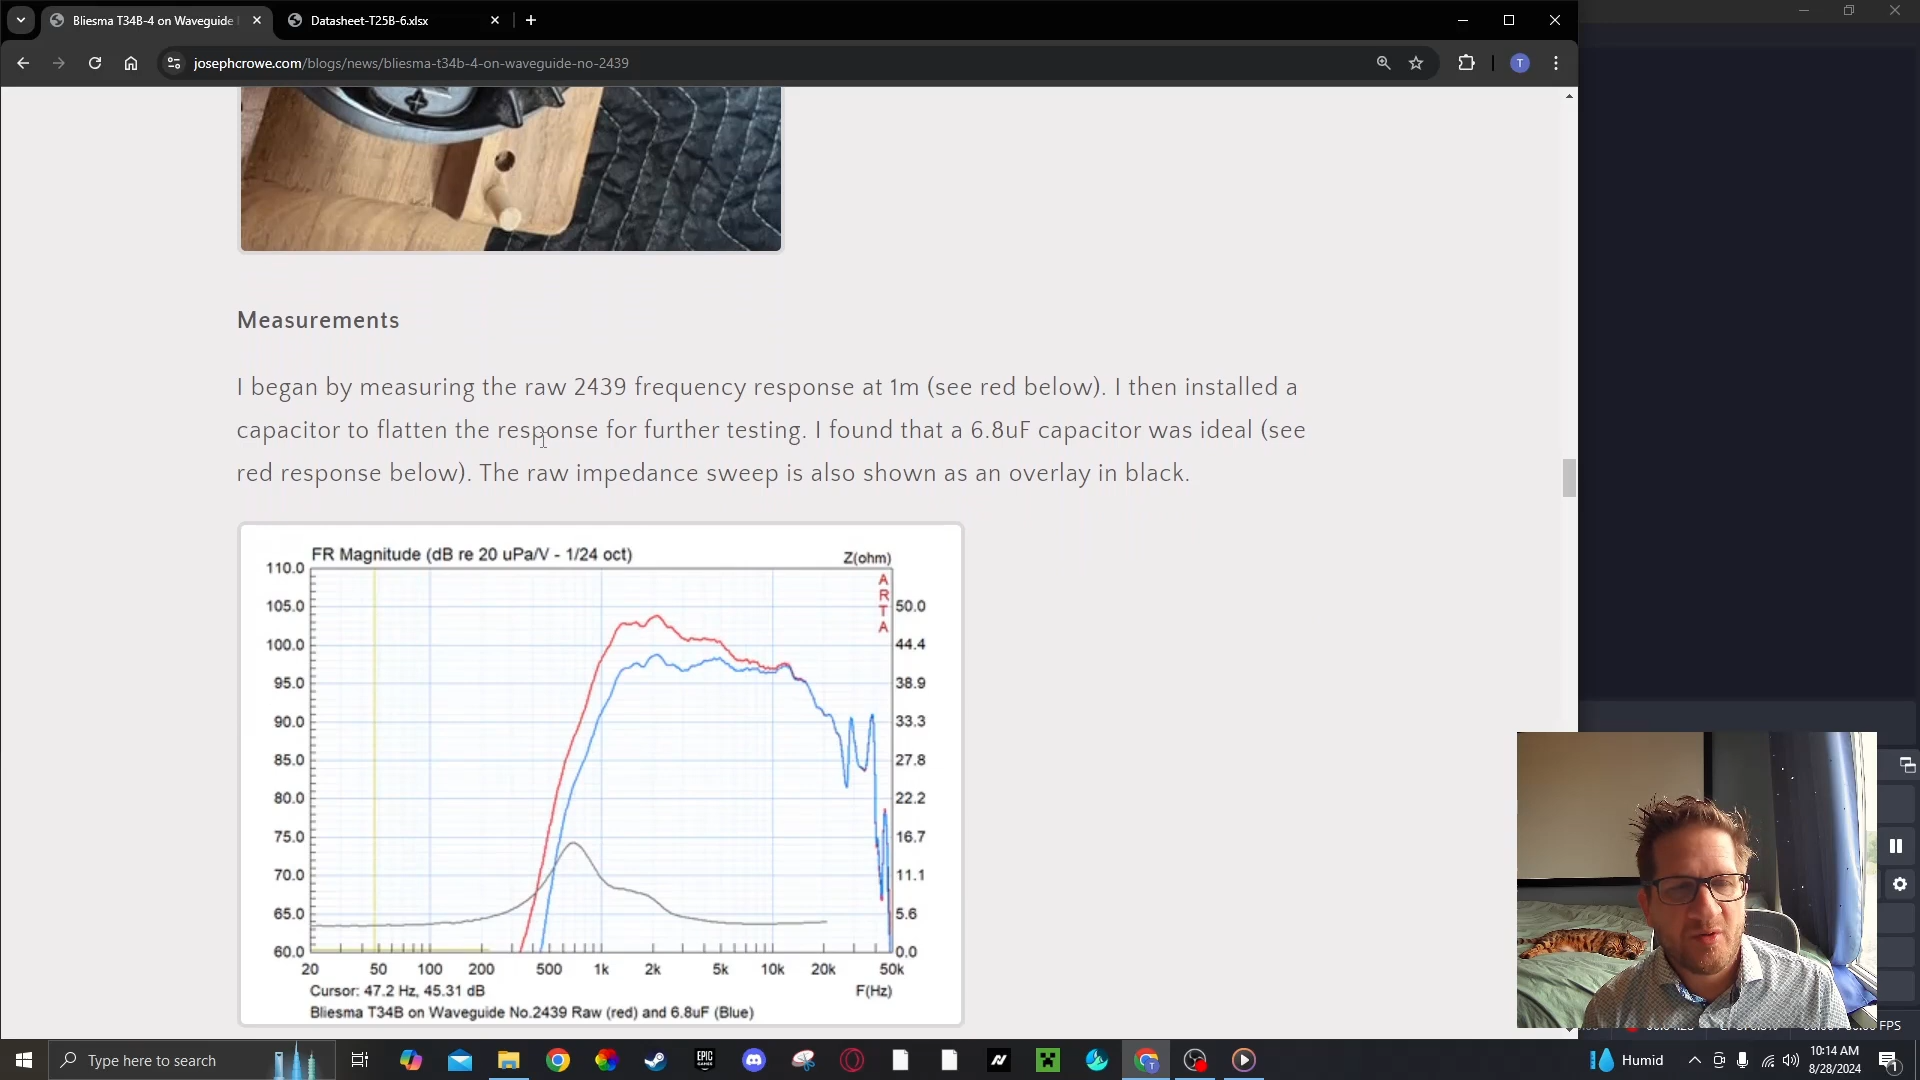 Bliesma T34B-4 on Waveguide
Datasheet-T25B-6.xlsx
josephcrowe.com/blogs/news/bliesma-t34b-4-on-waveguide-no-2439
T
Measurements
I began by measuring the raw 2439 frequency response at 1m (see red below). I then installed a
capacitor to flatten the response for further testing. I found that a 6.8uF capacitor was ideal (see
red response below). The raw impedance sweep is also shown as an overlay in black.
FR Magnitude (dB re 20 uPa/V - 1/24 oct)
Z(ohm)
110.0
105.0
100.0
95.0
90.0
85.0
80.0
75.0
70.0
65.0
60.0
A
R
T
A
50.0
44.4
38.9
33.3
27.8
22.2
16.7
11.1
5.6
0.0
20 50 100 200 500 1k 2k 5k 10k 20k 50k
Cursor: 47.2 Hz, 45.31 dB
F(Hz)
Bliesma T34B on Waveguide No.2439 Raw (red) and 6.8uF (Blue)
FPS
Type here to search
EPIC GAMES
Humid
10:14 AM
8/28/2024
1